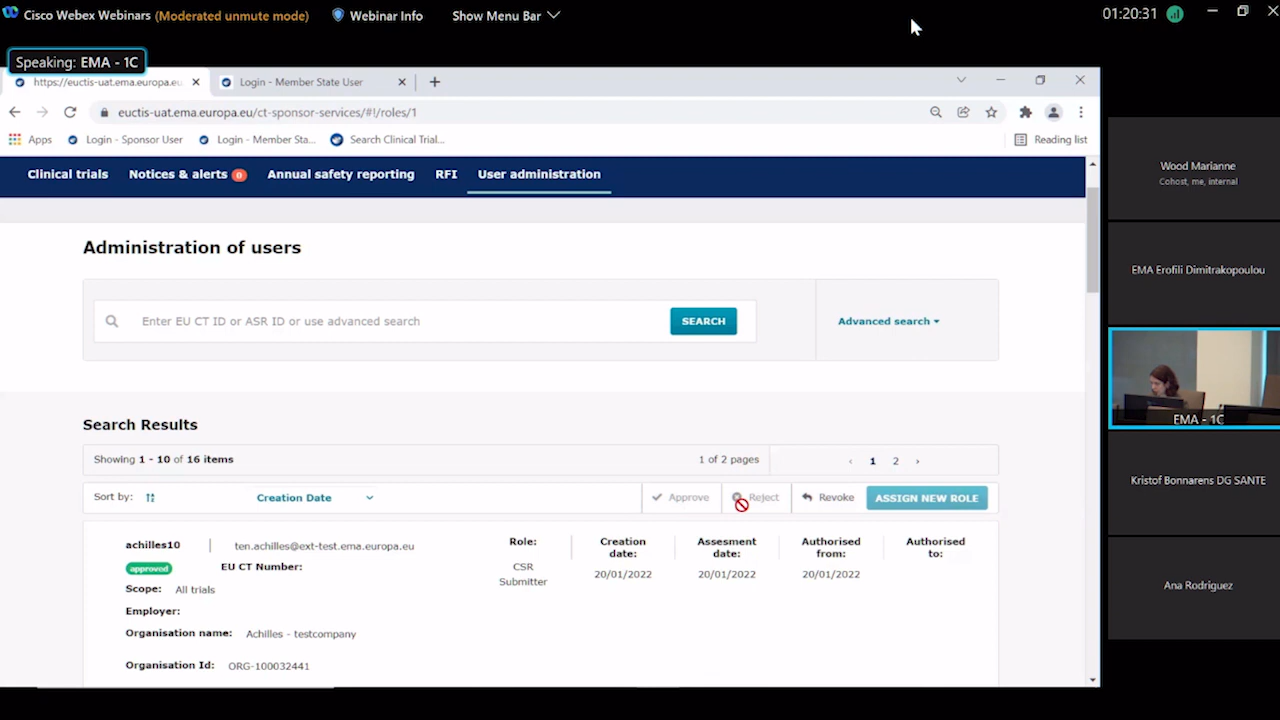 Cisco Webex Webinars (Moderated unmute mode) Webinar Info Show Menu Bar 01:20:31
Speaking: EMA - 1C
https://euctis-uat.ema.europa.eu Login - Member State User
euctis-uat.ema.europa.eu/ct-sponsor-services/#!/roles/1
Apps Login - Sponsor User Login - Member Sta... Search Clinical Trial... Reading list
Clinical trials Notices & alerts 0 Annual safety reporting RFI User administration
Administration of users
Enter EU CT ID or ASR ID or use advanced search SEARCH Advanced search
Search Results
Showing 1 - 10 of 16 items 1 of 2 pages ‹ 1 2 ›
Sort by: Creation Date Approve Reject Revoke ASSIGN NEW ROLE
achilles10 ten.achilles@ext-test.ema.europa.eu Role: Creation date: Assesment date: Authorised from: Authorised to:
approved EU CT Number: CSR Submitter 20/01/2022 20/01/2022 20/01/2022
Scope: All trials
Employer:
Organisation name: Achilles - testcompany
Organisation Id: ORG-100032441
Wood Marianne
Cohost, me, internal
EMA Erofili Dimitrakopoulou
EMA - 1C
Kristof Bonnarens DG SANTE
Ana Rodriguez